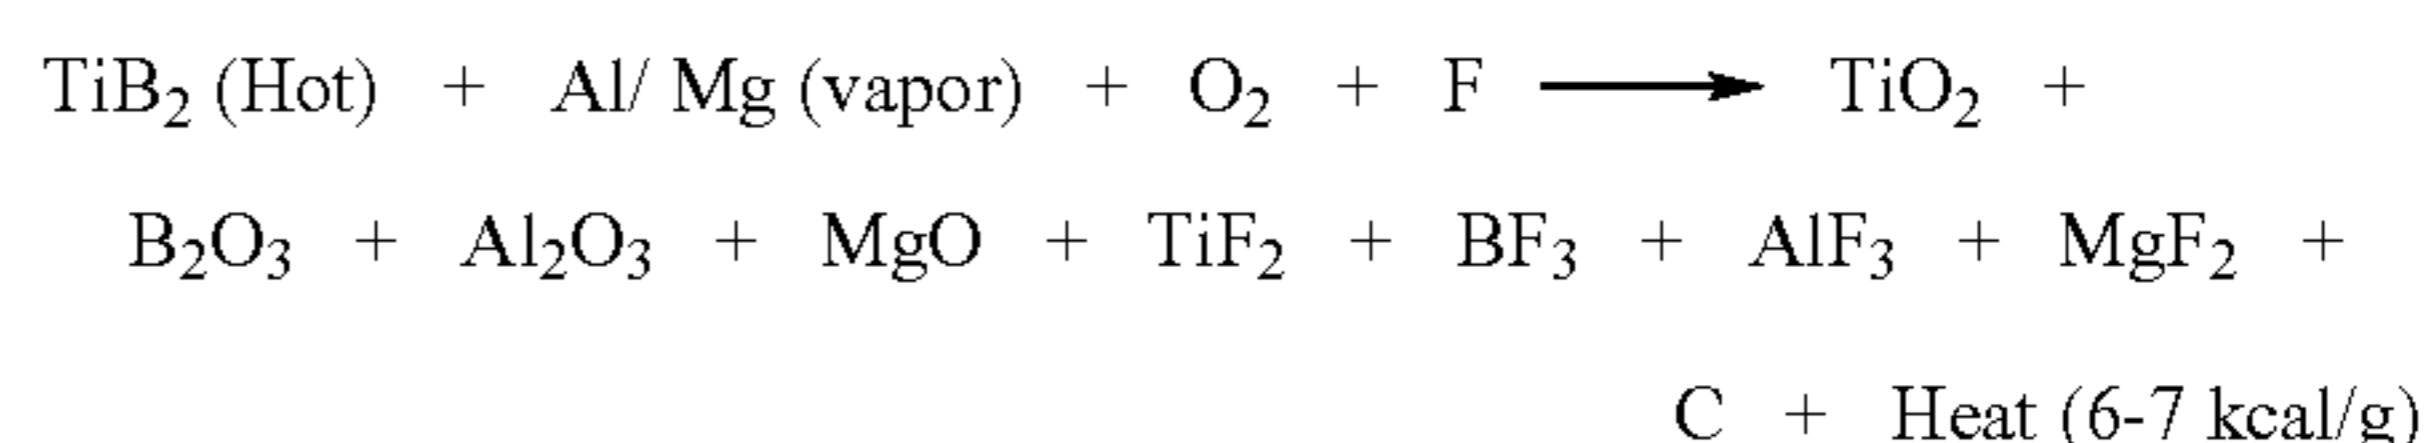 TiB₂ (Hot) + Al/ Mg (vapor) + O₂ + F ⟶ TiO₂ +
B₂O₃ + Al₂O₃ + MgO + TiF₂ + BF₃ + AlF₃ + MgF₂ +
C + Heat (6-7 kcal/g)